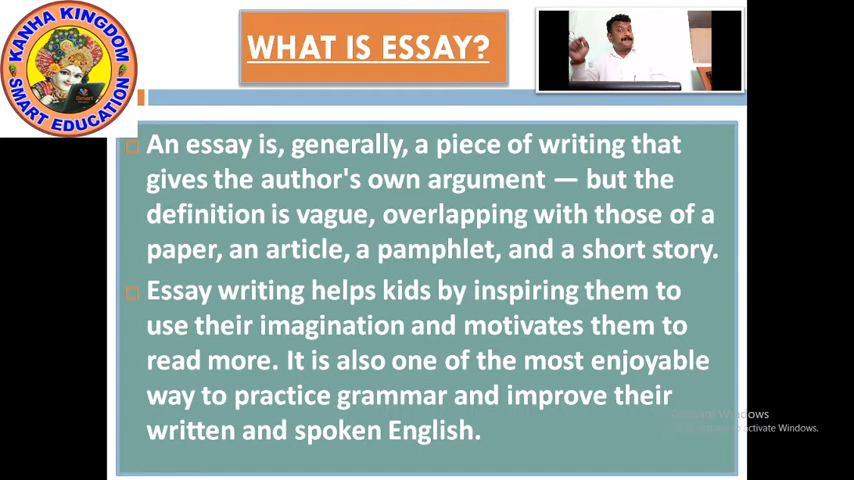 KANHA KINGDOM
SMART EDUCATION
WHAT IS ESSAY?
An essay is, generally, a piece of writing that
gives the author's own argument — but the
definition is vague, overlapping with those of a
paper, an article, a pamphlet, and a short story.
Essay writing helps kids by inspiring them to
use their imagination and motivates them to
read more. It is also one of the most enjoyable
way to practice grammar and improve their
written and spoken English.
Windows
activate Windows.